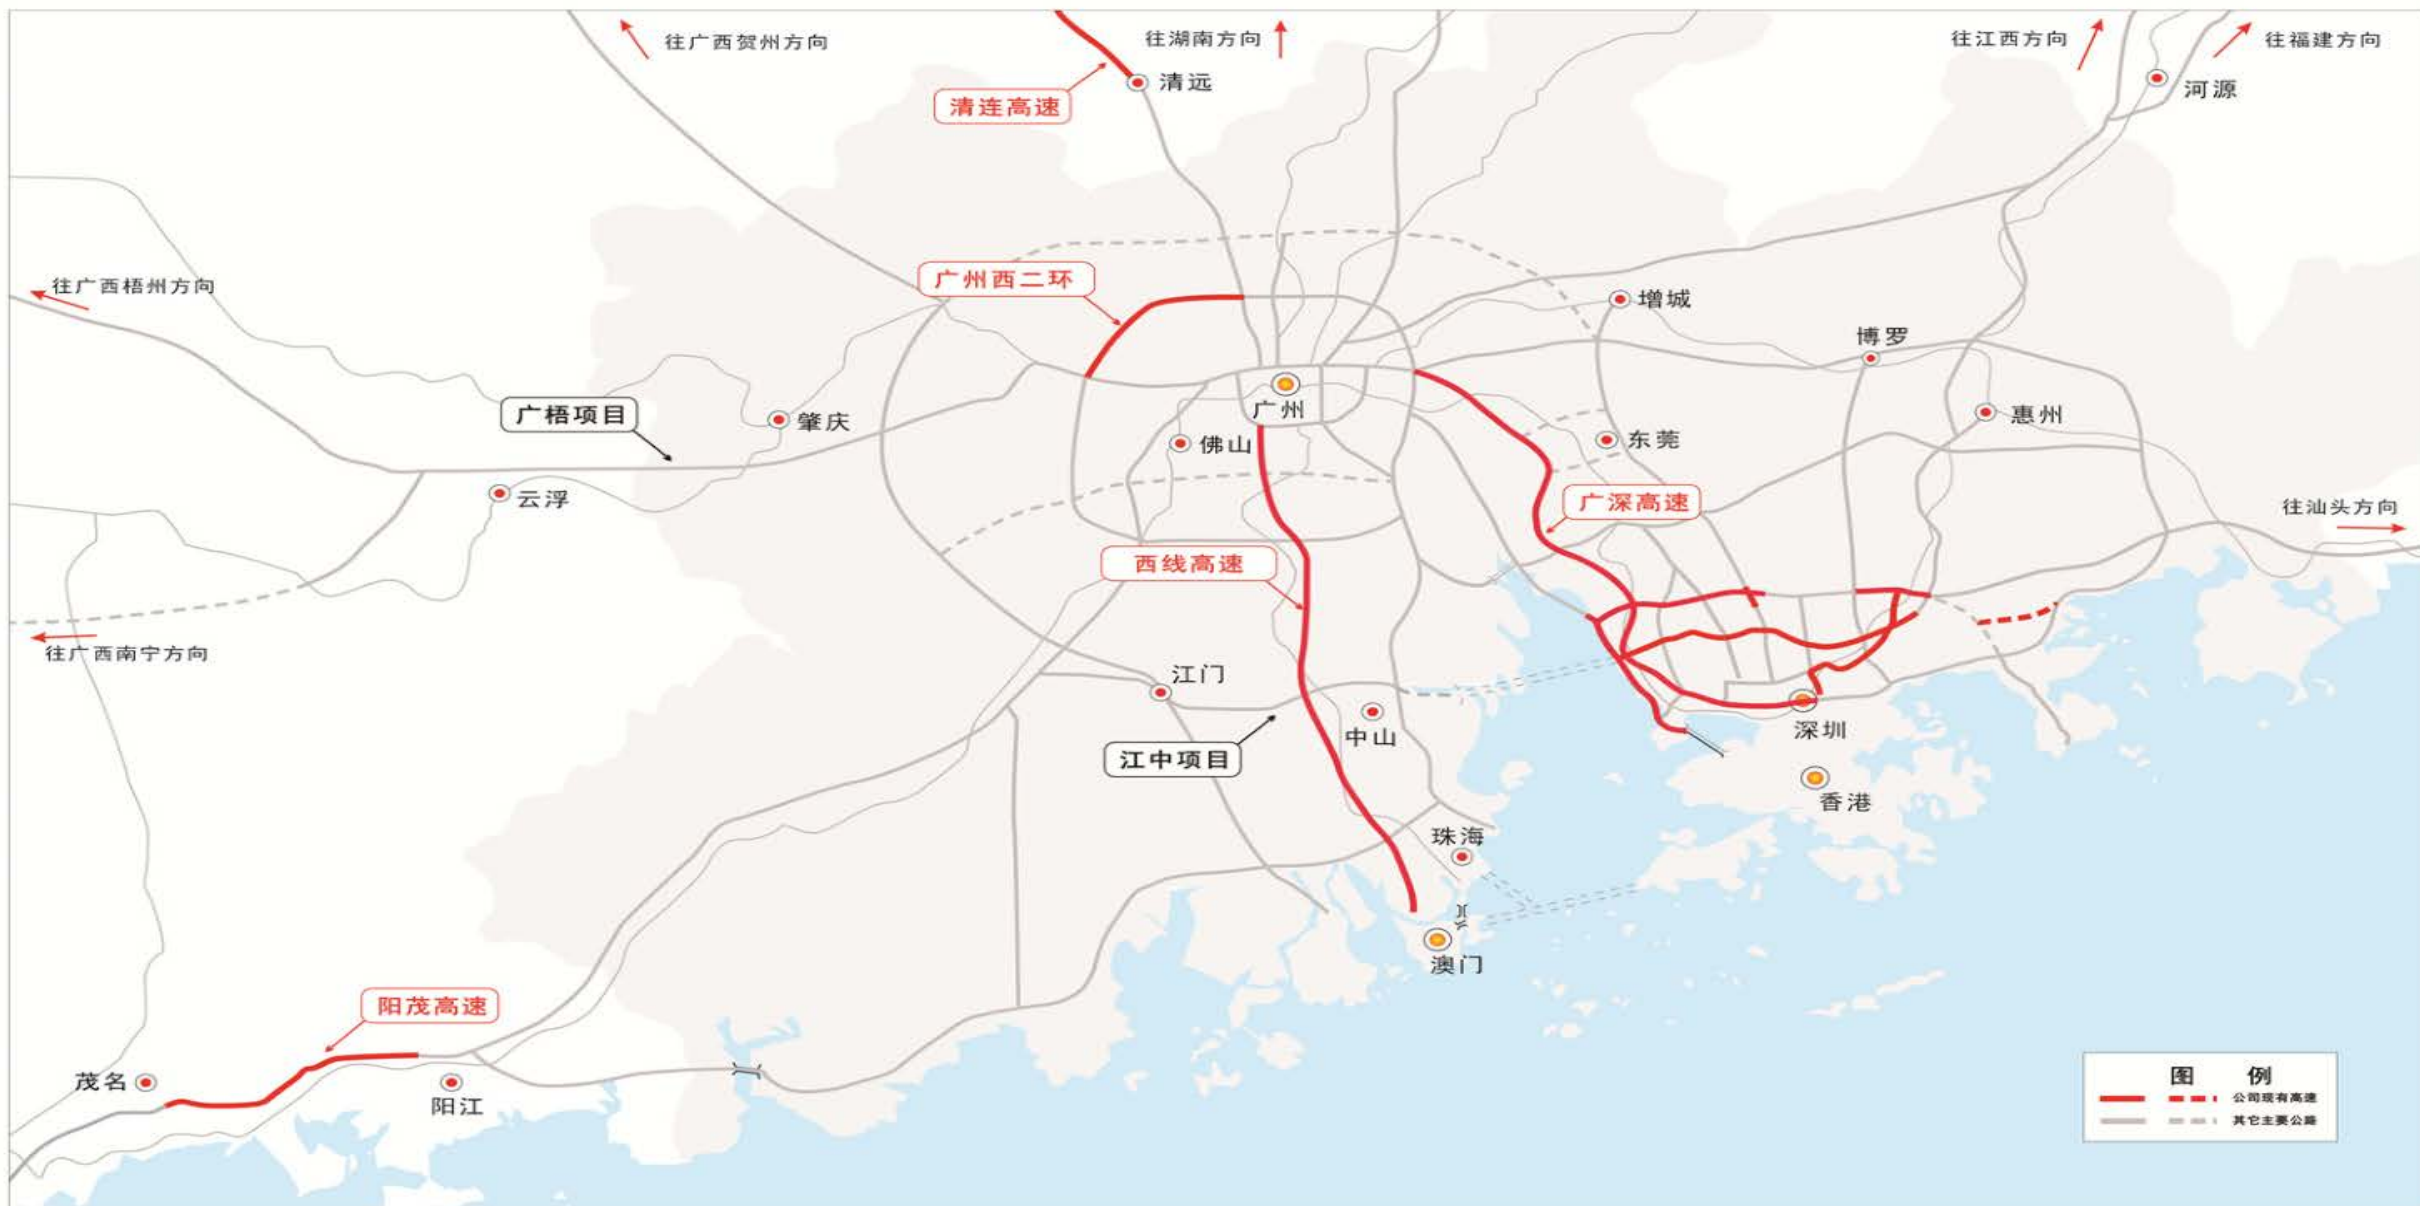 往广西贺州方向
往湖南方向
往江西方向
往福建方向
清远
河源
清连高速
往广西梧州方向
广州西二环
增城
博罗
广梧项目
肇庆
广州
佛山
东莞
惠州
云浮
广深高速
往汕头方向
西线高速
往广西南宁方向
江门
中山
深圳
江中项目
香港
珠海
澳门
阳茂高速
茂名
阳江
图 例
公司现有高速
其它主要公路